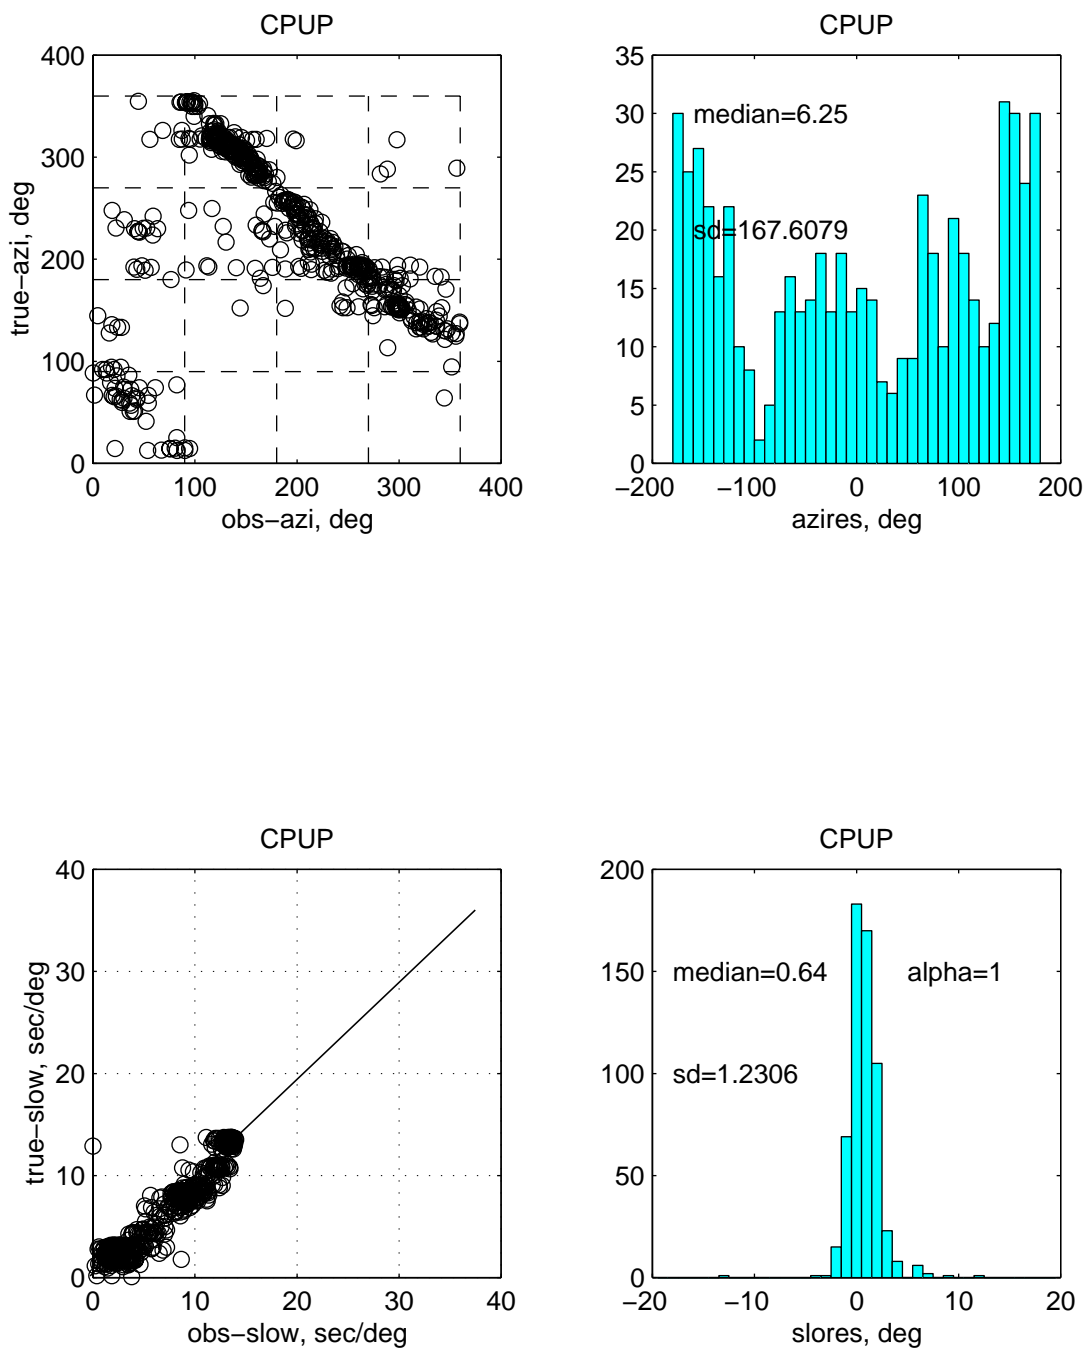 CPUP
400
300
200
100
0
0
100
200
300
400
true−azi, deg
obs−azi, deg
CPUP
35
30
25
20
15
10
5
0
median=6.25
sd=167.6079
−200
−100
0
100
200
azires, deg
CPUP
40
30
20
10
0
0
10
20
30
40
true−slow, sec/deg
obs−slow, sec/deg
CPUP
200
150
100
50
0
median=0.64
alpha=1
sd=1.2306
−20
−10
0
10
20
slores, deg